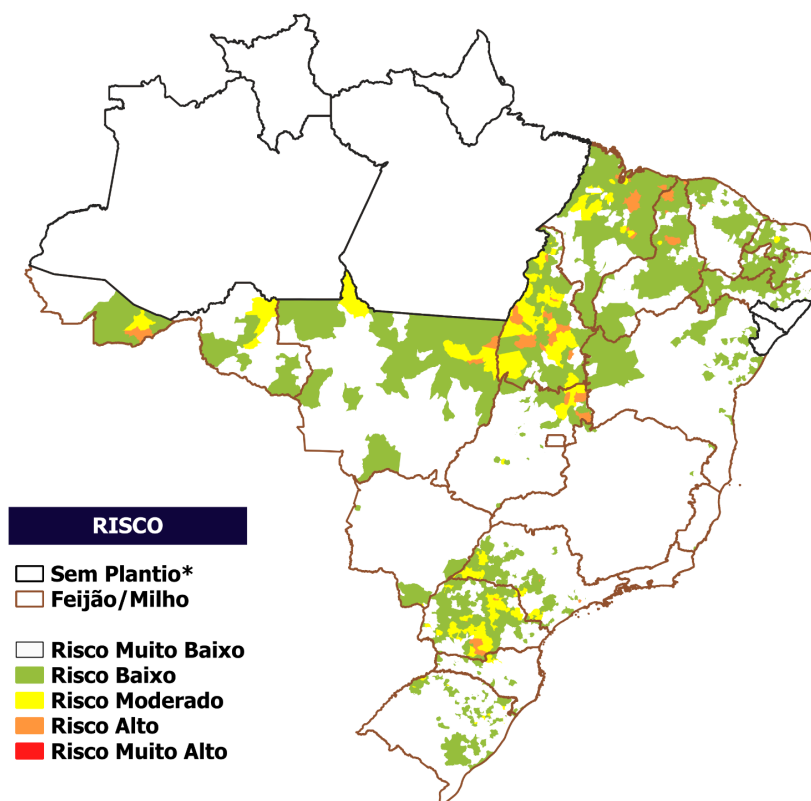 RISCO
Sem Plantio*
Feijão/Milho
Risco Muito Baixo
Risco Baixo
Risco Moderado
Risco Alto
Risco Muito Alto